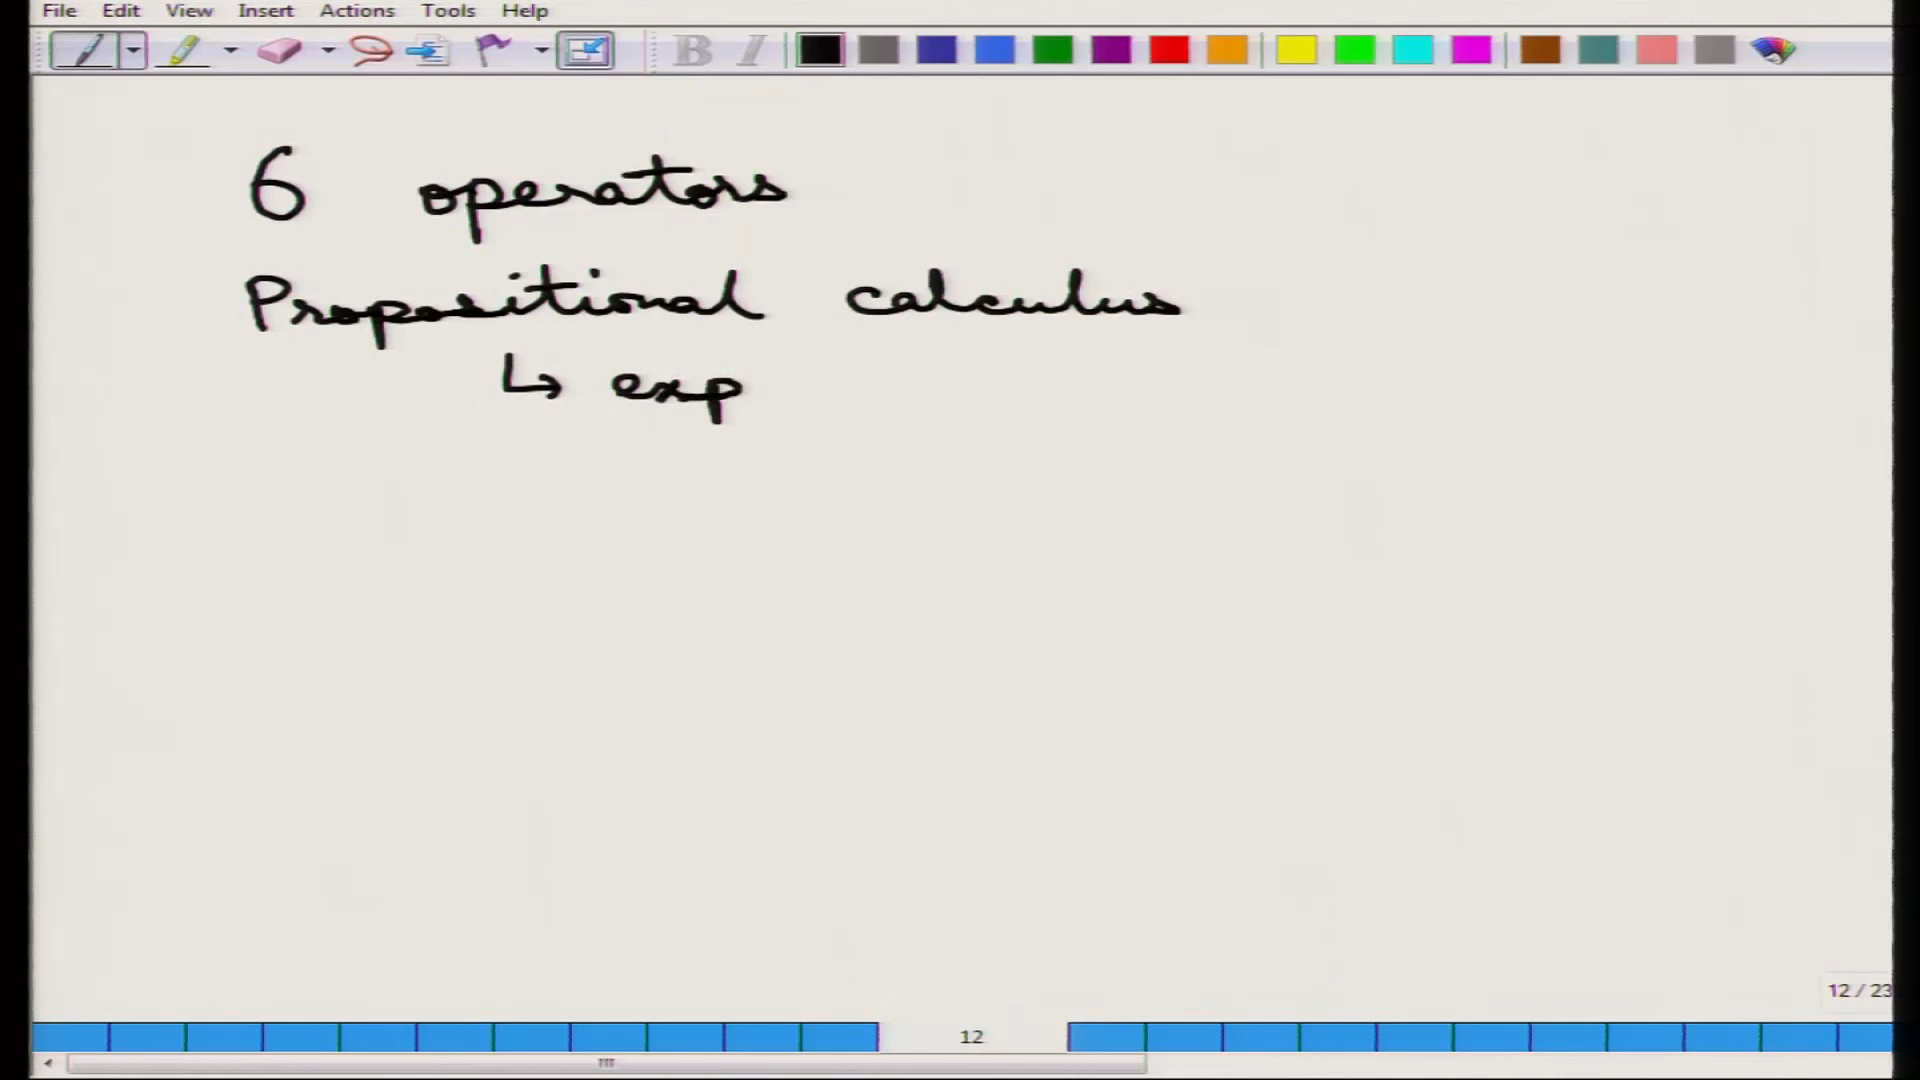 File Edit View Insert Actions Tools Help
B I
6 operators
Propositional calculus
↳ exp
12 / 23
12